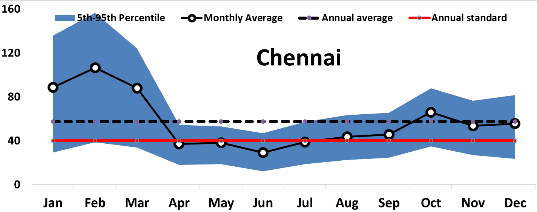 160
5th-95th Percentile Monthly Average Annual average Annual standard
120
Chennai
80
40
0
Jan Feb Mar Apr May Jun Jul Aug Sep Oct Nov Dec